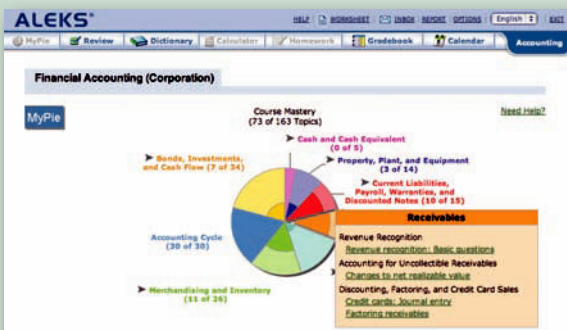 ALEKS®
HELP WORKSHEET INBOX REPORT OPTIONS English EXIT
MyPie Review Dictionary Calculator Homework Gradebook Calendar Accounting
Financial Accounting (Corporation)
MyPie
Need Help?
Course Mastery
(73 of 163 Topics)
Cash and Cash Equivalent
(0 of 5)
Bonds, Investments,
and Cash Flow (7 of 34)
Property, Plant, and Equipment
(3 of 14)
Current Liabilities,
Payroll, Warranties, and
Discounted Notes (10 of 15)
Accounting Cycle
(30 of 30)
Merchandising and Inventory
(11 of 26)
Receivables
Revenue Recognition
Revenue recognition: Basic questions
Accounting for Uncollectible Receivables
Changes to net realizable value
Discounting, Factoring, and Credit Card Sales
Credit cards: Journal entry
Factoring receivables